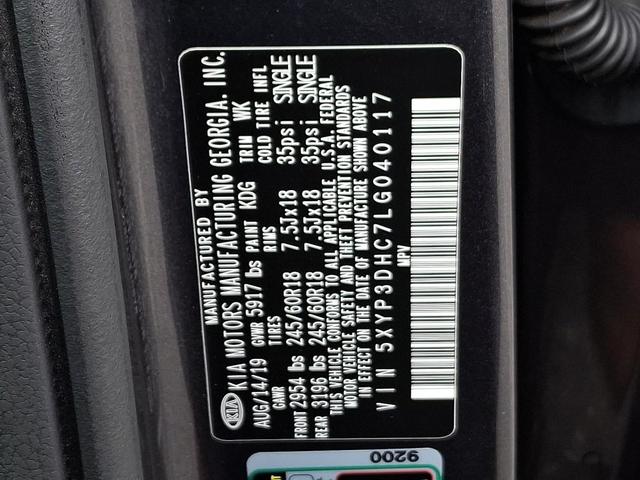 MANUFACTURED BY
KIA KIA MOTORS MANUFACTURING GEORGIA. INC.
AUG/14/19 GVWR 5917 lbs PAINT KDG TRIM WK
GAWR TIRES RIMS COLD TIRE INFL
FRONT 2954 lbs 245/60R18 7.5Jx18 35psi SINGLE
REAR 3196 lbs 245/60R18 7.5Jx18 35psi SINGLE
THIS VEHICLE CONFORMS TO ALL APPLICABLE U.S.A. FEDERAL
MOTOR VEHICLE SAFETY AND THEFT PREVENTION STANDARDS
IN EFFECT ON THE DATE OF MANUFACTURE SHOWN ABOVE
VIN 5XYP3DHC7LG040117
MPV
9200